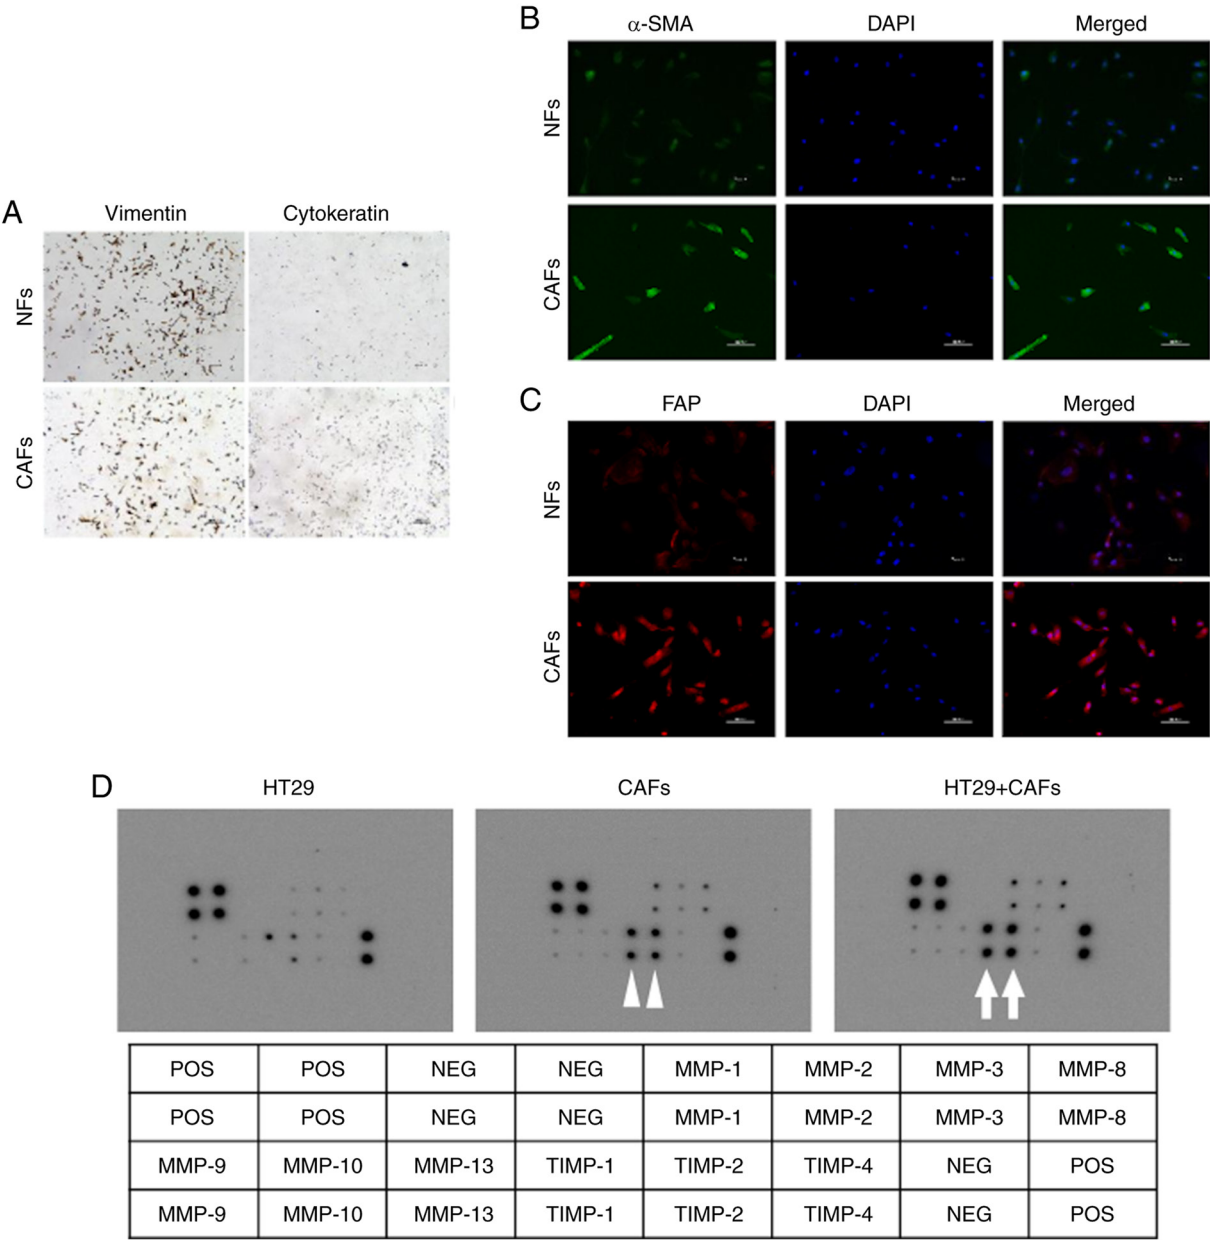 A
Vimentin Cytokeratin
NFs
CAFs
B
α-SMA DAPI Merged
NFs
CAFs
C
FAP DAPI Merged
NFs
CAFs
D
HT29 CAFs HT29+CAFs
POS POS NEG NEG MMP-1 MMP-2 MMP-3 MMP-8
POS POS NEG NEG MMP-1 MMP-2 MMP-3 MMP-8
MMP-9 MMP-10 MMP-13 TIMP-1 TIMP-2 TIMP-4 NEG POS
MMP-9 MMP-10 MMP-13 TIMP-1 TIMP-2 TIMP-4 NEG POS